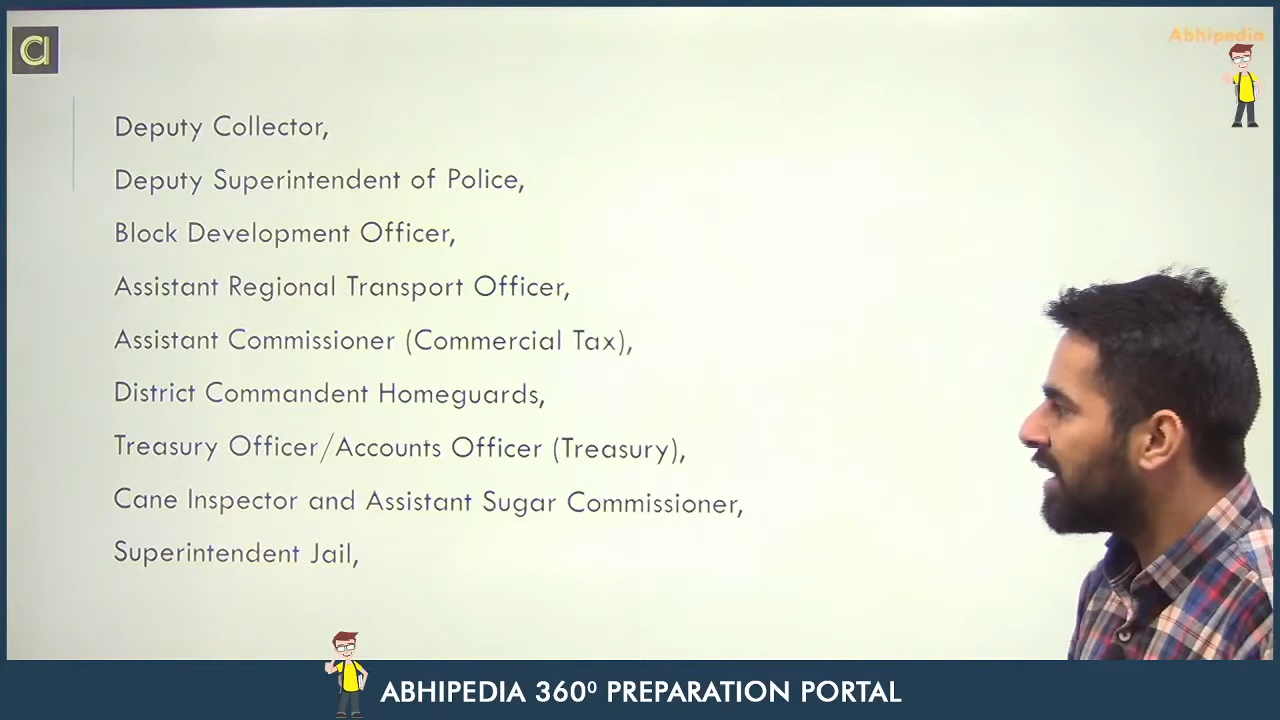 Abhipedia
Deputy Collector,
Deputy Superintendent of Police,
Block Development Officer,
Assistant Regional Transport Officer,
Assistant Commissioner (Commercial Tax),
District Commandent Homeguards,
Treasury Officer/Accounts Officer (Treasury),
Cane Inspector and Assistant Sugar Commissioner,
Superintendent Jail,
ABHIPEDIA 360⁰ PREPARATION PORTAL